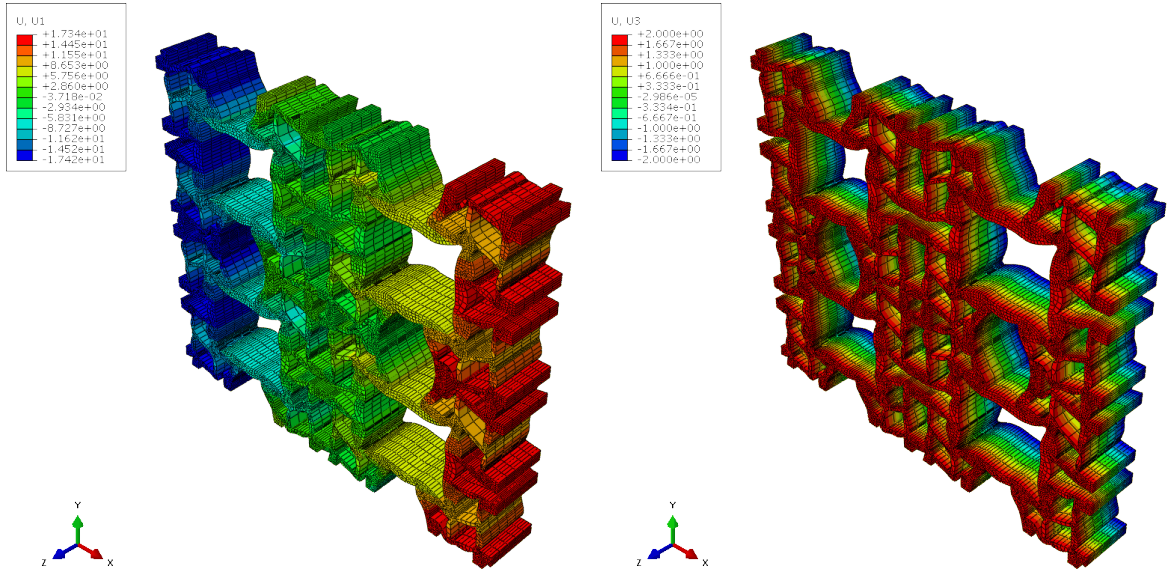 U, U1
+1.734e+01
+1.445e+01
+1.155e+01
+8.653e+00
+5.756e+00
+2.860e+00
-3.718e-02
-2.934e+00
-5.831e+00
-8.727e+00
-1.162e+01
-1.452e+01
-1.742e+01
Y
Z
X
U, U3
+2.000e+00
+1.667e+00
+1.333e+00
+1.000e+00
+6.666e-01
+3.333e-01
-2.986e-05
-3.334e-01
-6.667e-01
-1.000e+00
-1.333e+00
-1.667e+00
-2.000e+00
Y
Z
X